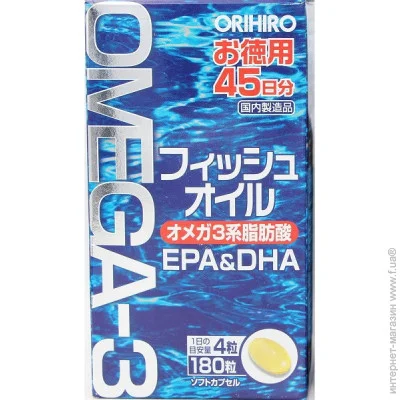 OMEGA-3
ORIHIRO
お徳用
45日分
国内製造品
フィッシュ
オイル
オメガ3系脂肪酸
EPA&DHA
1日の
目安量 4粒
180粒
ソフトカプセル
интернет-магазин www.f.ua®